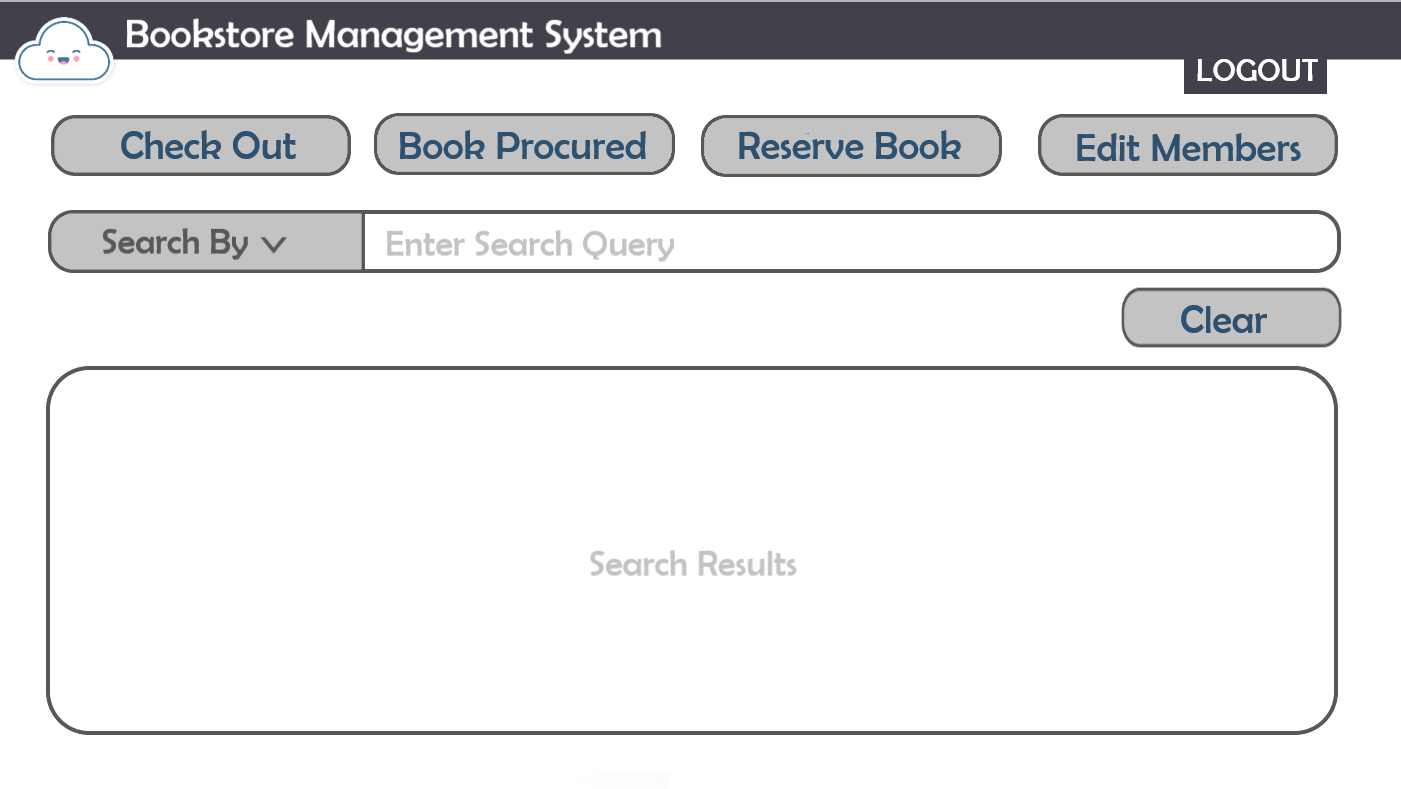 Bookstore Management System
LOGOUT
Check Out
Book Procured
Reserve Book
Edit Members
Search By
Enter Search Query
Clear
Search Results